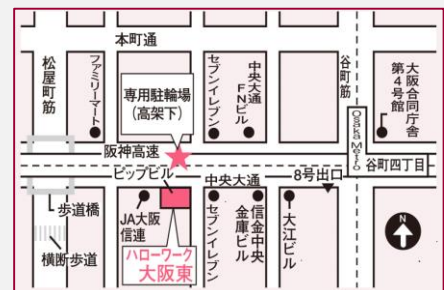 本町通
松屋町筋
ファミリーマート
専用駐輪場
(高架下)
セブンイレブン
中央大通
FNビル
谷町筋
大阪合同庁舎
第4号館
Osaka Metro
阪神高速
谷町四丁目
ピップビル
中央大通
8号出口
歩道橋
JA大阪
信連
ハローワーク
大阪東
セブンイレブン
信金中央
金庫ビル
大江ビル
横断歩道
N